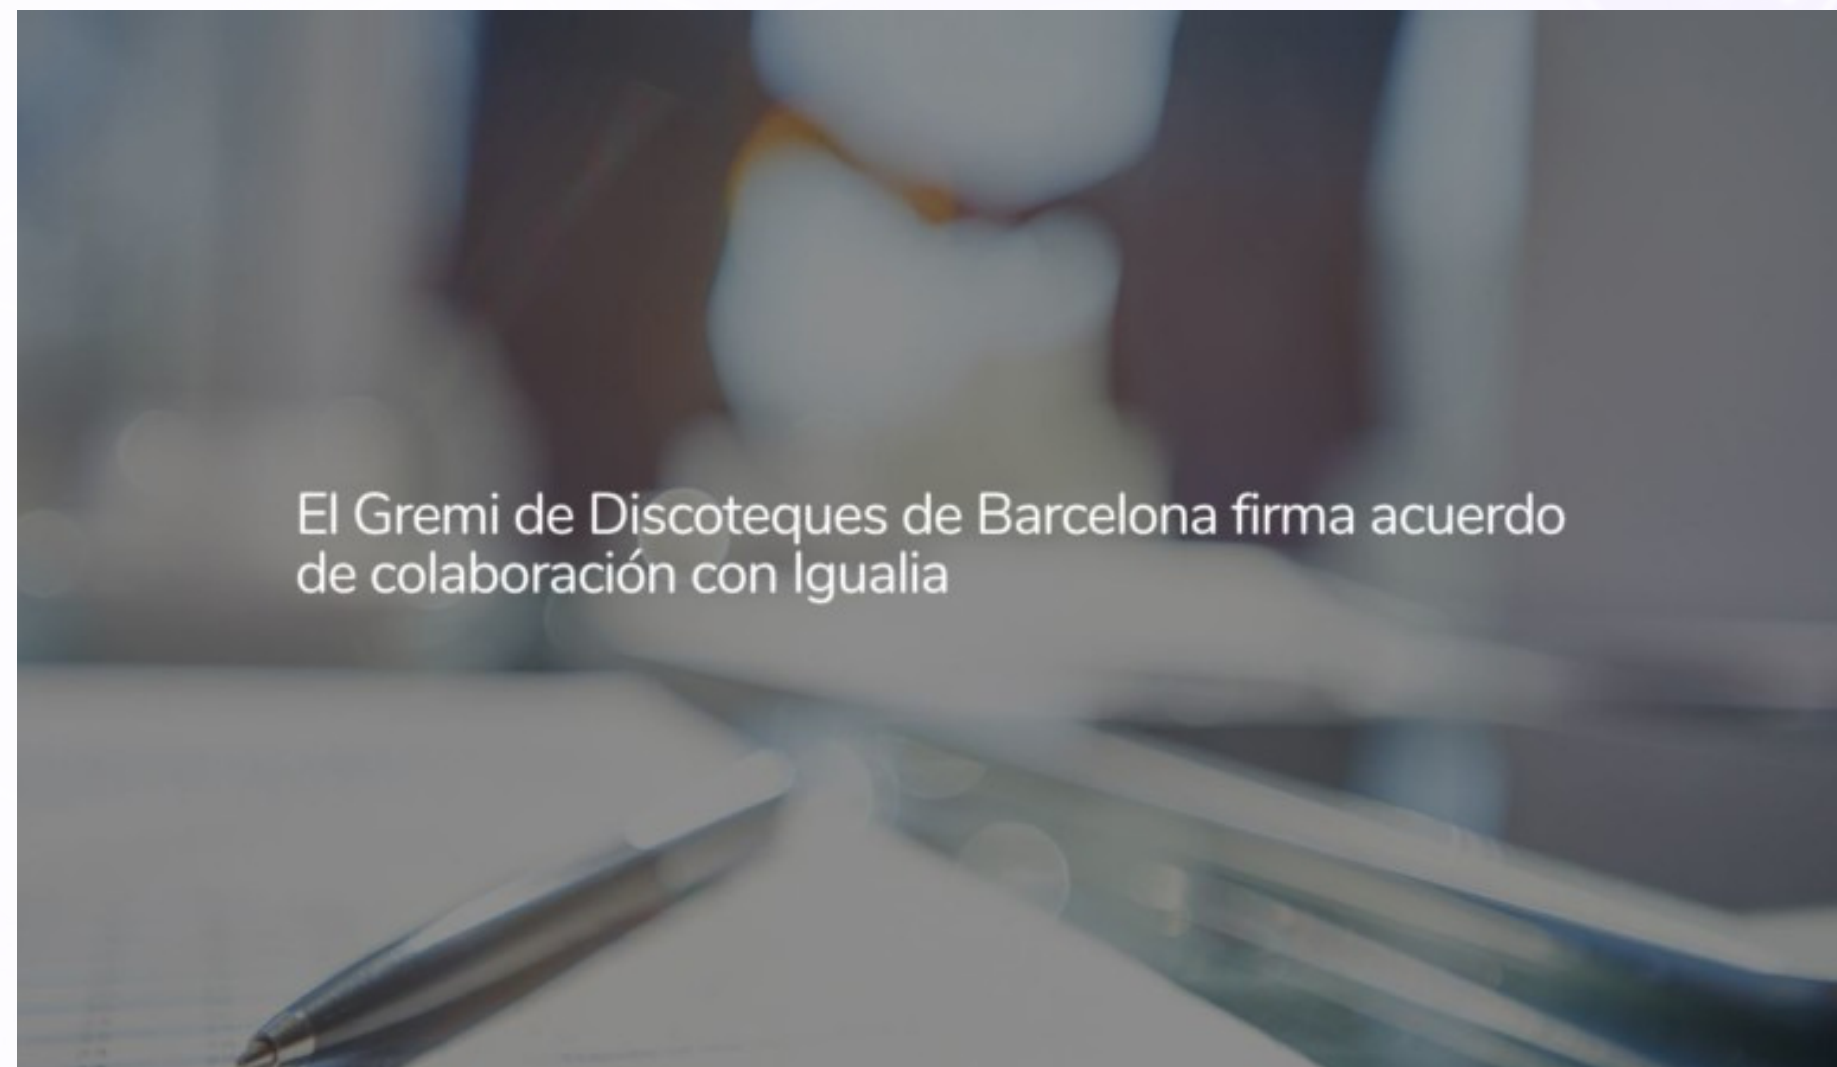 El Gremi de Discoteques de Barcelona firma acuerdo
de colaboración con Igualia